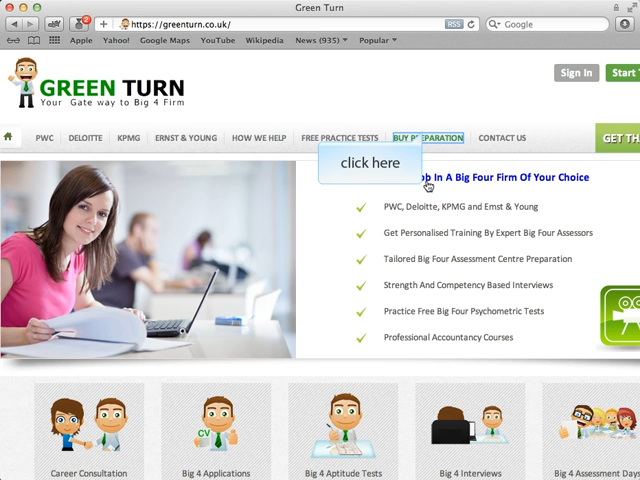 Green Turn
https://greenturn.co.uk/
RSS
Google
2
Apple Yahoo! Google Maps YouTube Wikipedia News (935) Popular
GREEN TURN
Your Gate way to Big 4 Firm
Sign In
Start
PWC DELOITTE KPMG ERNST & YOUNG HOW WE HELP FREE PRACTICE TESTS BUY PREPARATION CONTACT US
GET
click here
In A Big Four Firm Of Your Choice
PWC, Deloitte, KPMG and Ernst & Young
Get Personalised Training By Expert Big Four Assessors
Tailored Big Four Assessment Centre Preparation
Strength And Competency Based Interviews
Practice Free Big Four Psychometric Tests
Professional Accountancy Courses
CV
Career Consultation
Big 4 Applications
Big 4 Aptitude Tests
Big 4 Interviews
Big 4 Assessment Days